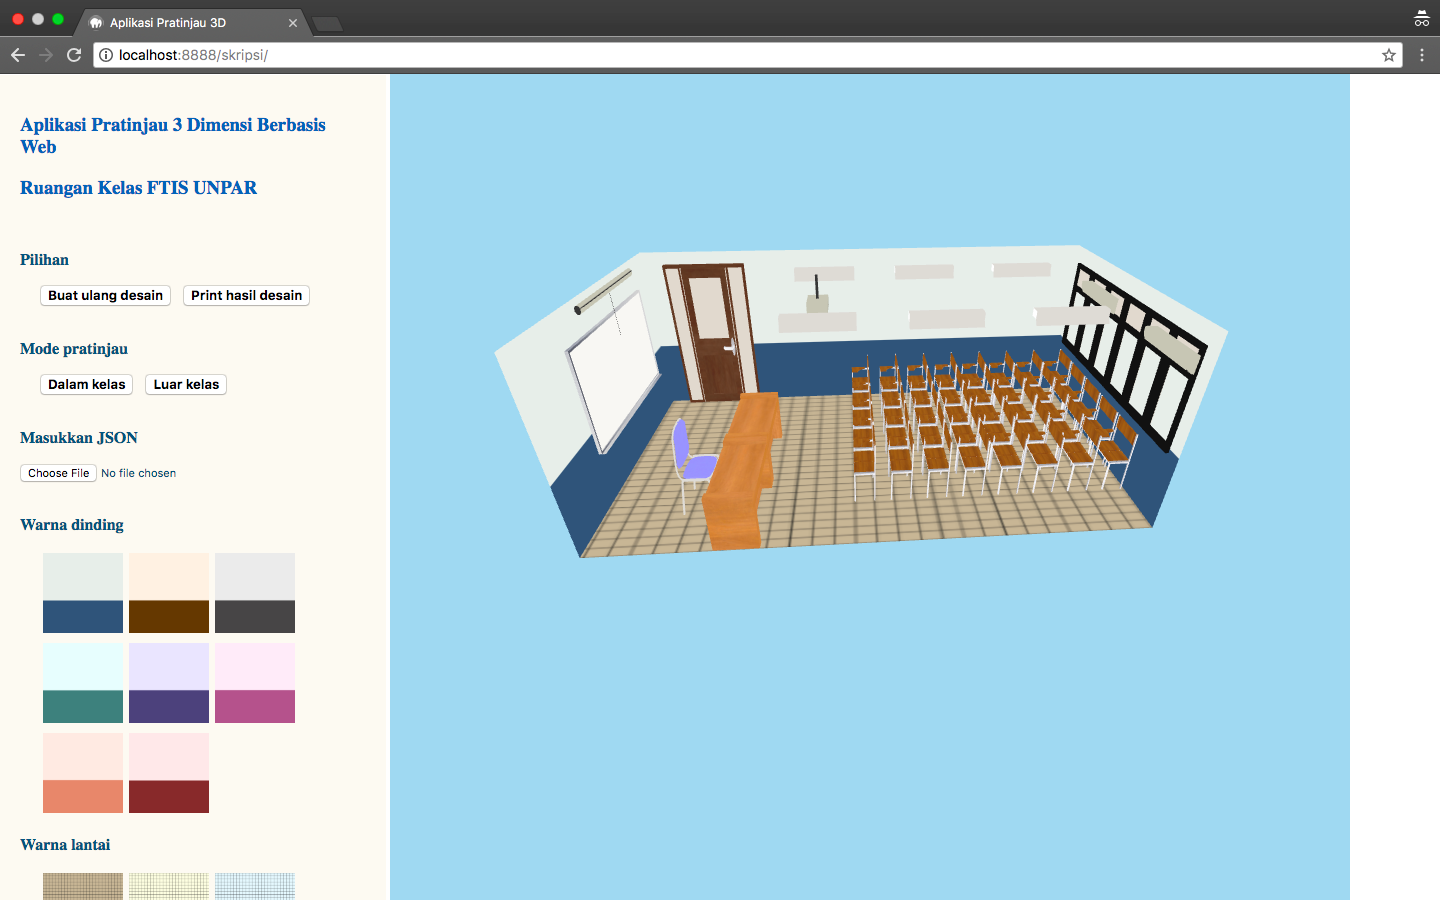 Aplikasi Pratinjau 3D
localhost:8888/skripsi/
Aplikasi Pratinjau 3 Dimensi Berbasis
Web
Ruangan Kelas FTIS UNPAR
Pilihan
Buat ulang desain Print hasil desain
Mode pratinjau
Dalam kelas Luar kelas
Masukkan JSON
Choose File No file chosen
Warna dinding
Warna lantai